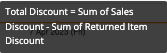 Total Discount = Sum of Sales
Discount - Sum of Returned Item
Discount